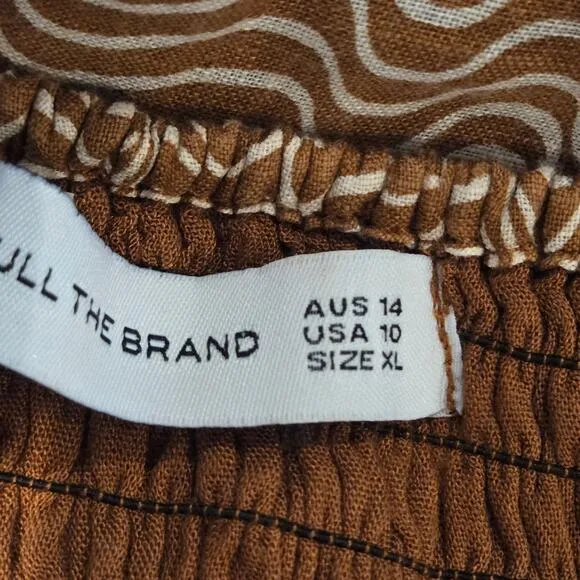 ULL THE BRAND
AUS 14
USA 10
SIZE XL